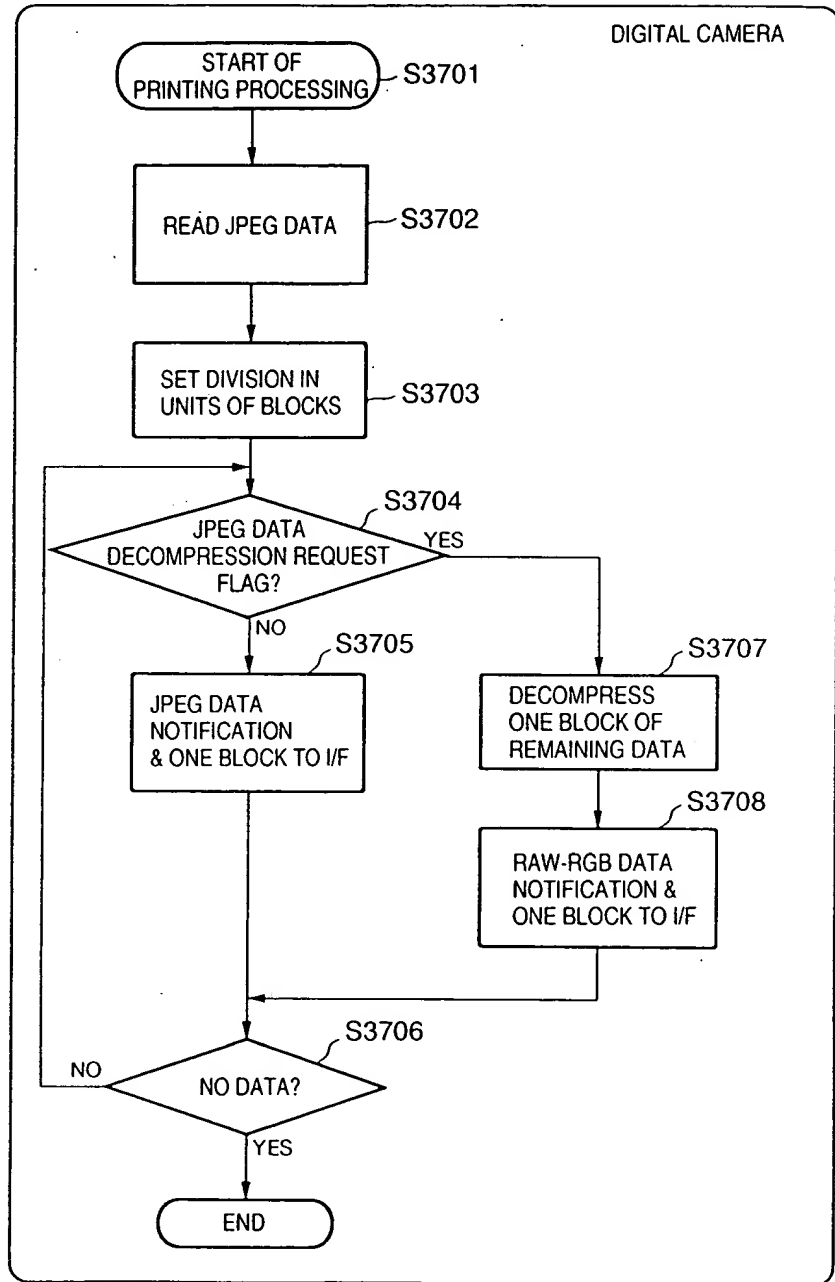 DIGITAL CAMERA
START OF
PRINTING PROCESSING
S3701
READ JPEG DATA
S3702
SET DIVISION IN
UNITS OF BLOCKS
S3703
S3704
JPEG DATA
DECOMPRESSION REQUEST
FLAG?
YES
NO
S3705
JPEG DATA
NOTIFICATION
& ONE BLOCK TO I/F
S3707
DECOMPRESS
ONE BLOCK OF
REMAINING DATA
S3708
RAW-RGB DATA
NOTIFICATION &
ONE BLOCK TO I/F
S3706
NO
NO DATA?
YES
END